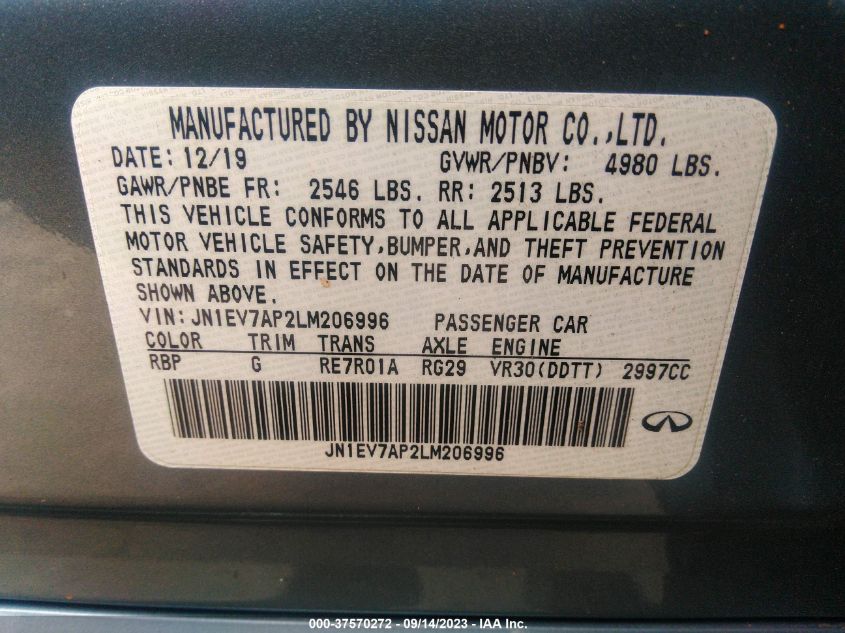 MANUFACTURED BY NISSAN MOTOR CO.,LTD.
DATE: 12/19 GVWR/PNBV: 4980 LBS.
GAWR/PNBE FR: 2546 LBS. RR: 2513 LBS.
THIS VEHICLE CONFORMS TO ALL APPLICABLE FEDERAL
MOTOR VEHICLE SAFETY,BUMPER,AND THEFT PREVENTION
STANDARDS IN EFFECT ON THE DATE OF MANUFACTURE
SHOWN ABOVE.
VIN:JN1EV7AP2LM206996 PASSENGER CAR
COLOR TRIM TRANS AXLE ENGINE
RBP G RE7R01A RG29 VR30(DDTT) 2997CC
JN1EV7AP2LM206996
000-37570272 - 09/14/2023 - IAA Inc.